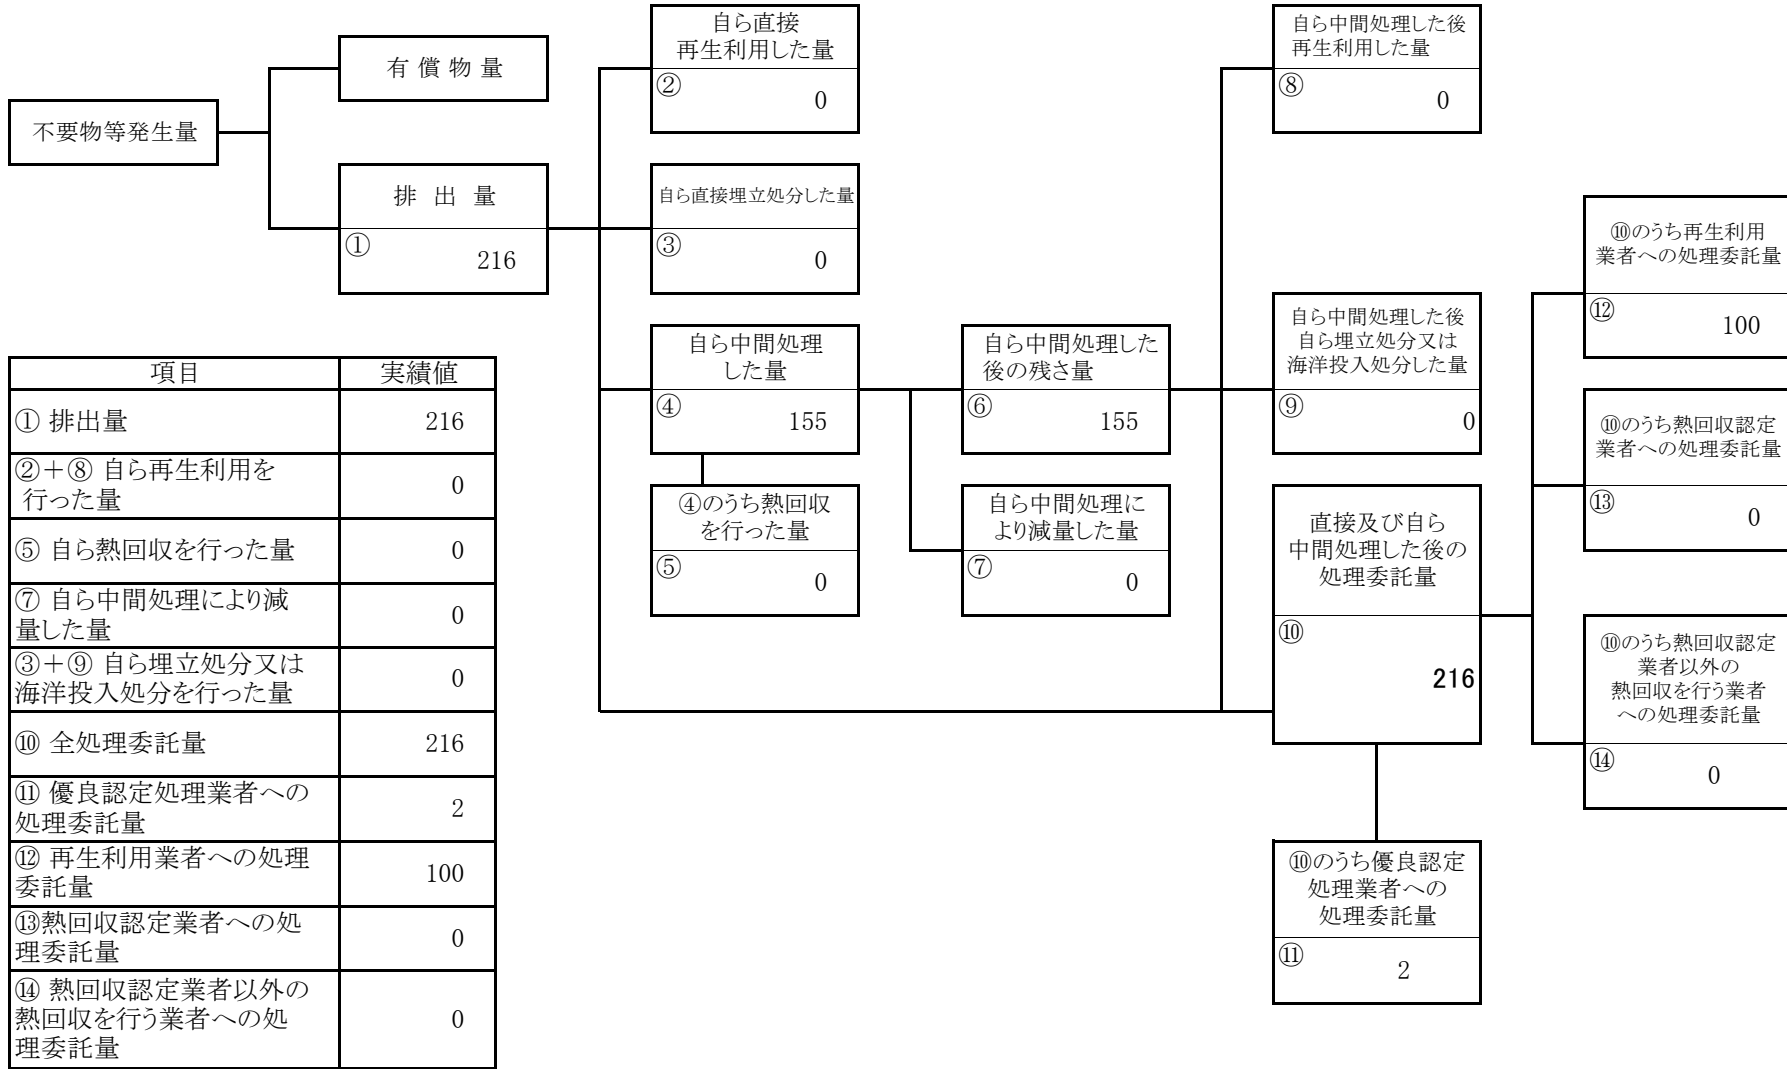 不要物等発生量
有 償 物 量
排 出 量
①
216
自ら直接
再生利用した量
②
0
自ら直接埋立処分した量
③
0
自ら中間処理
した量
④
155
④のうち熱回収
を行った量
⑤
0
自ら中間処理した
後の残さ量
⑥
155
自ら中間処理に
より減量した量
⑦
0
自ら中間処理した後
再生利用した量
⑧
0
自ら中間処理した後
自ら埋立処分又は
海洋投入処分した量
⑨
0
直接及び自ら
中間処理した後の
処理委託量
⑩
216
⑩のうち優良認定
処理業者への
処理委託量
⑪
2
⑩のうち再生利用
業者への処理委託量
⑫
100
⑩のうち熱回収認定
業者への処理委託量
⑬
0
⑩のうち熱回収認定
業者以外の
熱回収を行う業者
への処理委託量
⑭
0
項目 実績値
① 排出量 216
②＋⑧ 自ら再生利用を
行った量 0
⑤ 自ら熱回収を行った量 0
⑦ 自ら中間処理により減
量した量 0
③＋⑨ 自ら埋立処分又は
海洋投入処分を行った量 0
⑩ 全処理委託量 216
⑪ 優良認定処理業者への
処理委託量 2
⑫ 再生利用業者への処理
委託量 100
⑬熱回収認定業者への処
理委託量 0
⑭ 熱回収認定業者以外の
熱回収を行う業者への処
理委託量 0